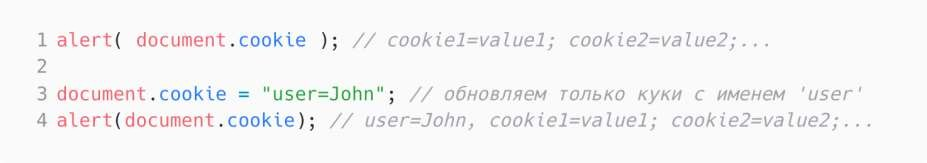 1 alert( document.cookie ); // cookie1=value1; cookie2=value2;...
2
3 document.cookie = "user=John"; // обновляем только куки с именем 'user'
4 alert(document.cookie); // user=John, cookie1=value1; cookie2=value2;...